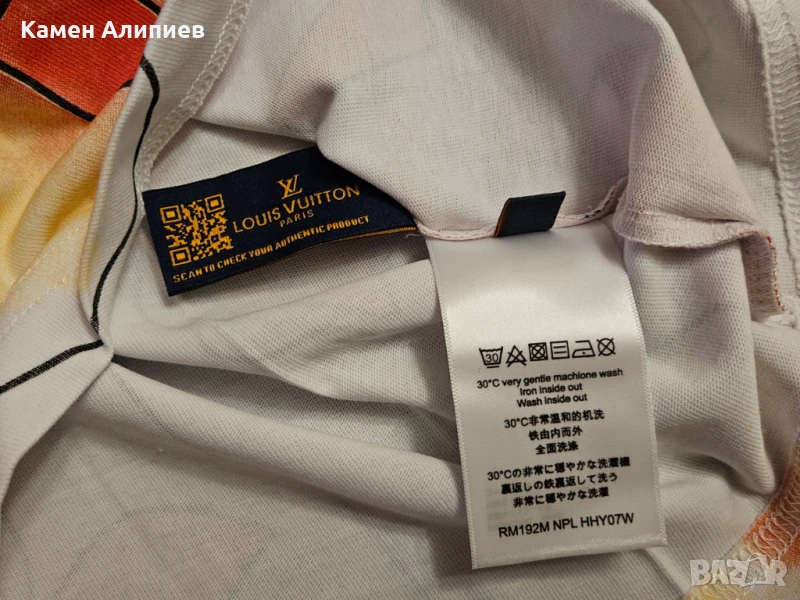 Камен Алипиев
LV
LOUIS VUITTON
PARIS
SCAN TO CHECK YOUR AUTHENTIC PRODUCT
30
30°C very gentle machione wash
Iron inside out
Wash inside out
30°C非常温和的机洗
铁由内而外
全面洗涤
30°Cの非常に穏やかな洗濯機
裏返しの鉄裏返して洗う
非常に穏やかな洗濯
RM192M NPL HHY07W
BAZAR